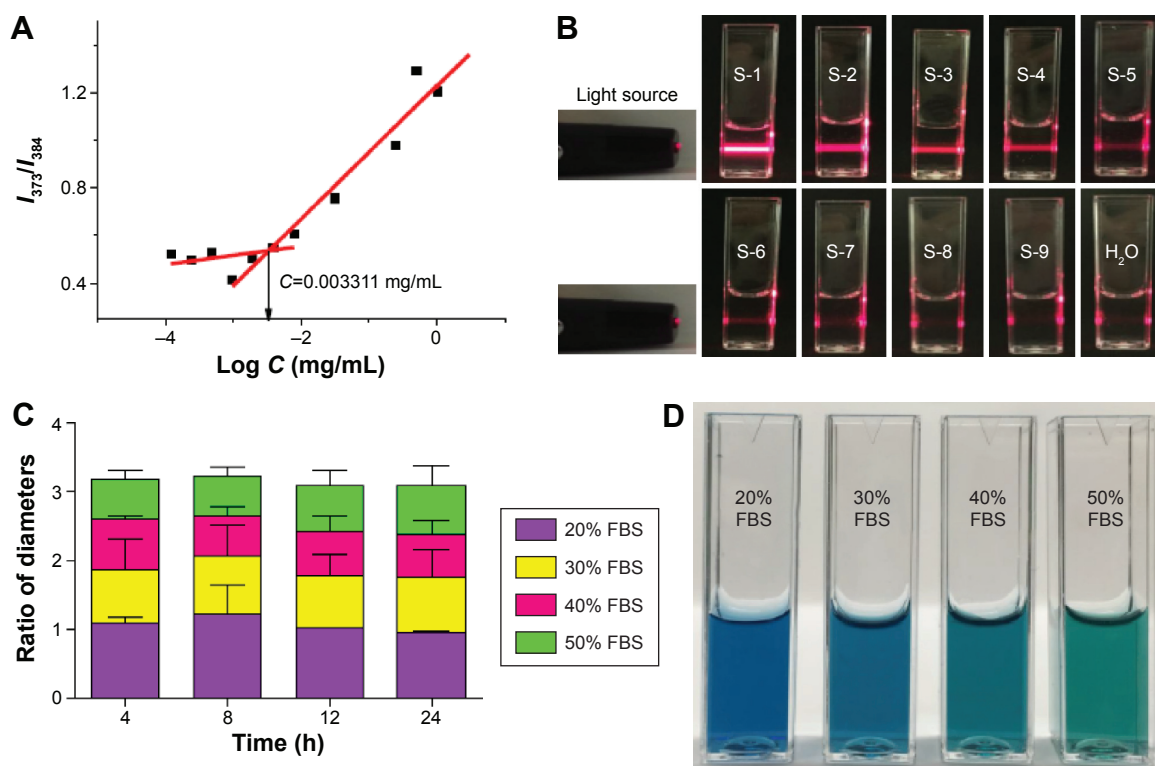 A
I373/I384
1.2
0.8
0.4
C=0.003311 mg/mL
–4
–2
0
Log C (mg/mL)
B
Light source
S-1
S-2
S-3
S-4
S-5
S-6
S-7
S-8
S-9
H2O
C
Ratio of diameters
4
3
2
1
0
4
8
12
24
Time (h)
20% FBS
30% FBS
40% FBS
50% FBS
D
20%
FBS
30%
FBS
40%
FBS
50%
FBS